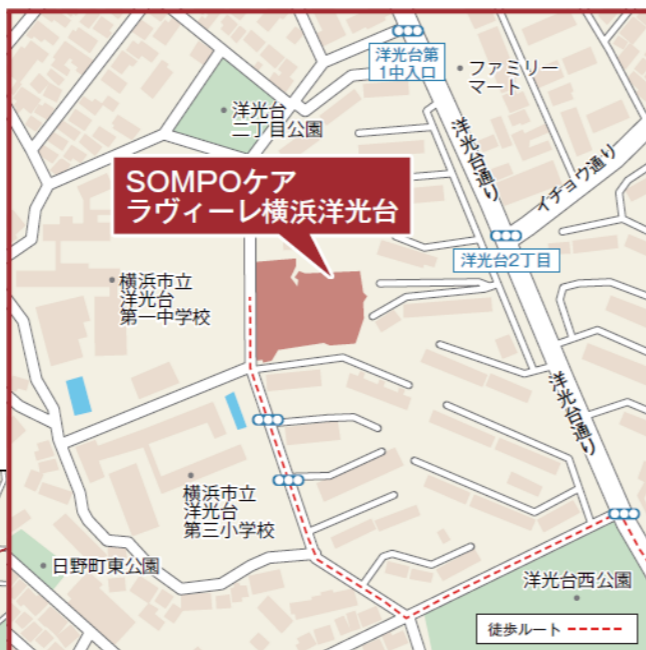 洋光台第
1中入口
ファミリー
マート
洋光台
二丁目公園
洋光台通り
イチョウ通り
SOMPOケア
ラヴィーレ横浜洋光台
洋光台2丁目
横浜市立
洋光台
第一中学校
洋光台通り
横浜市立
洋光台
第三小学校
日野町東公園
洋光台西公園
徒歩ルート